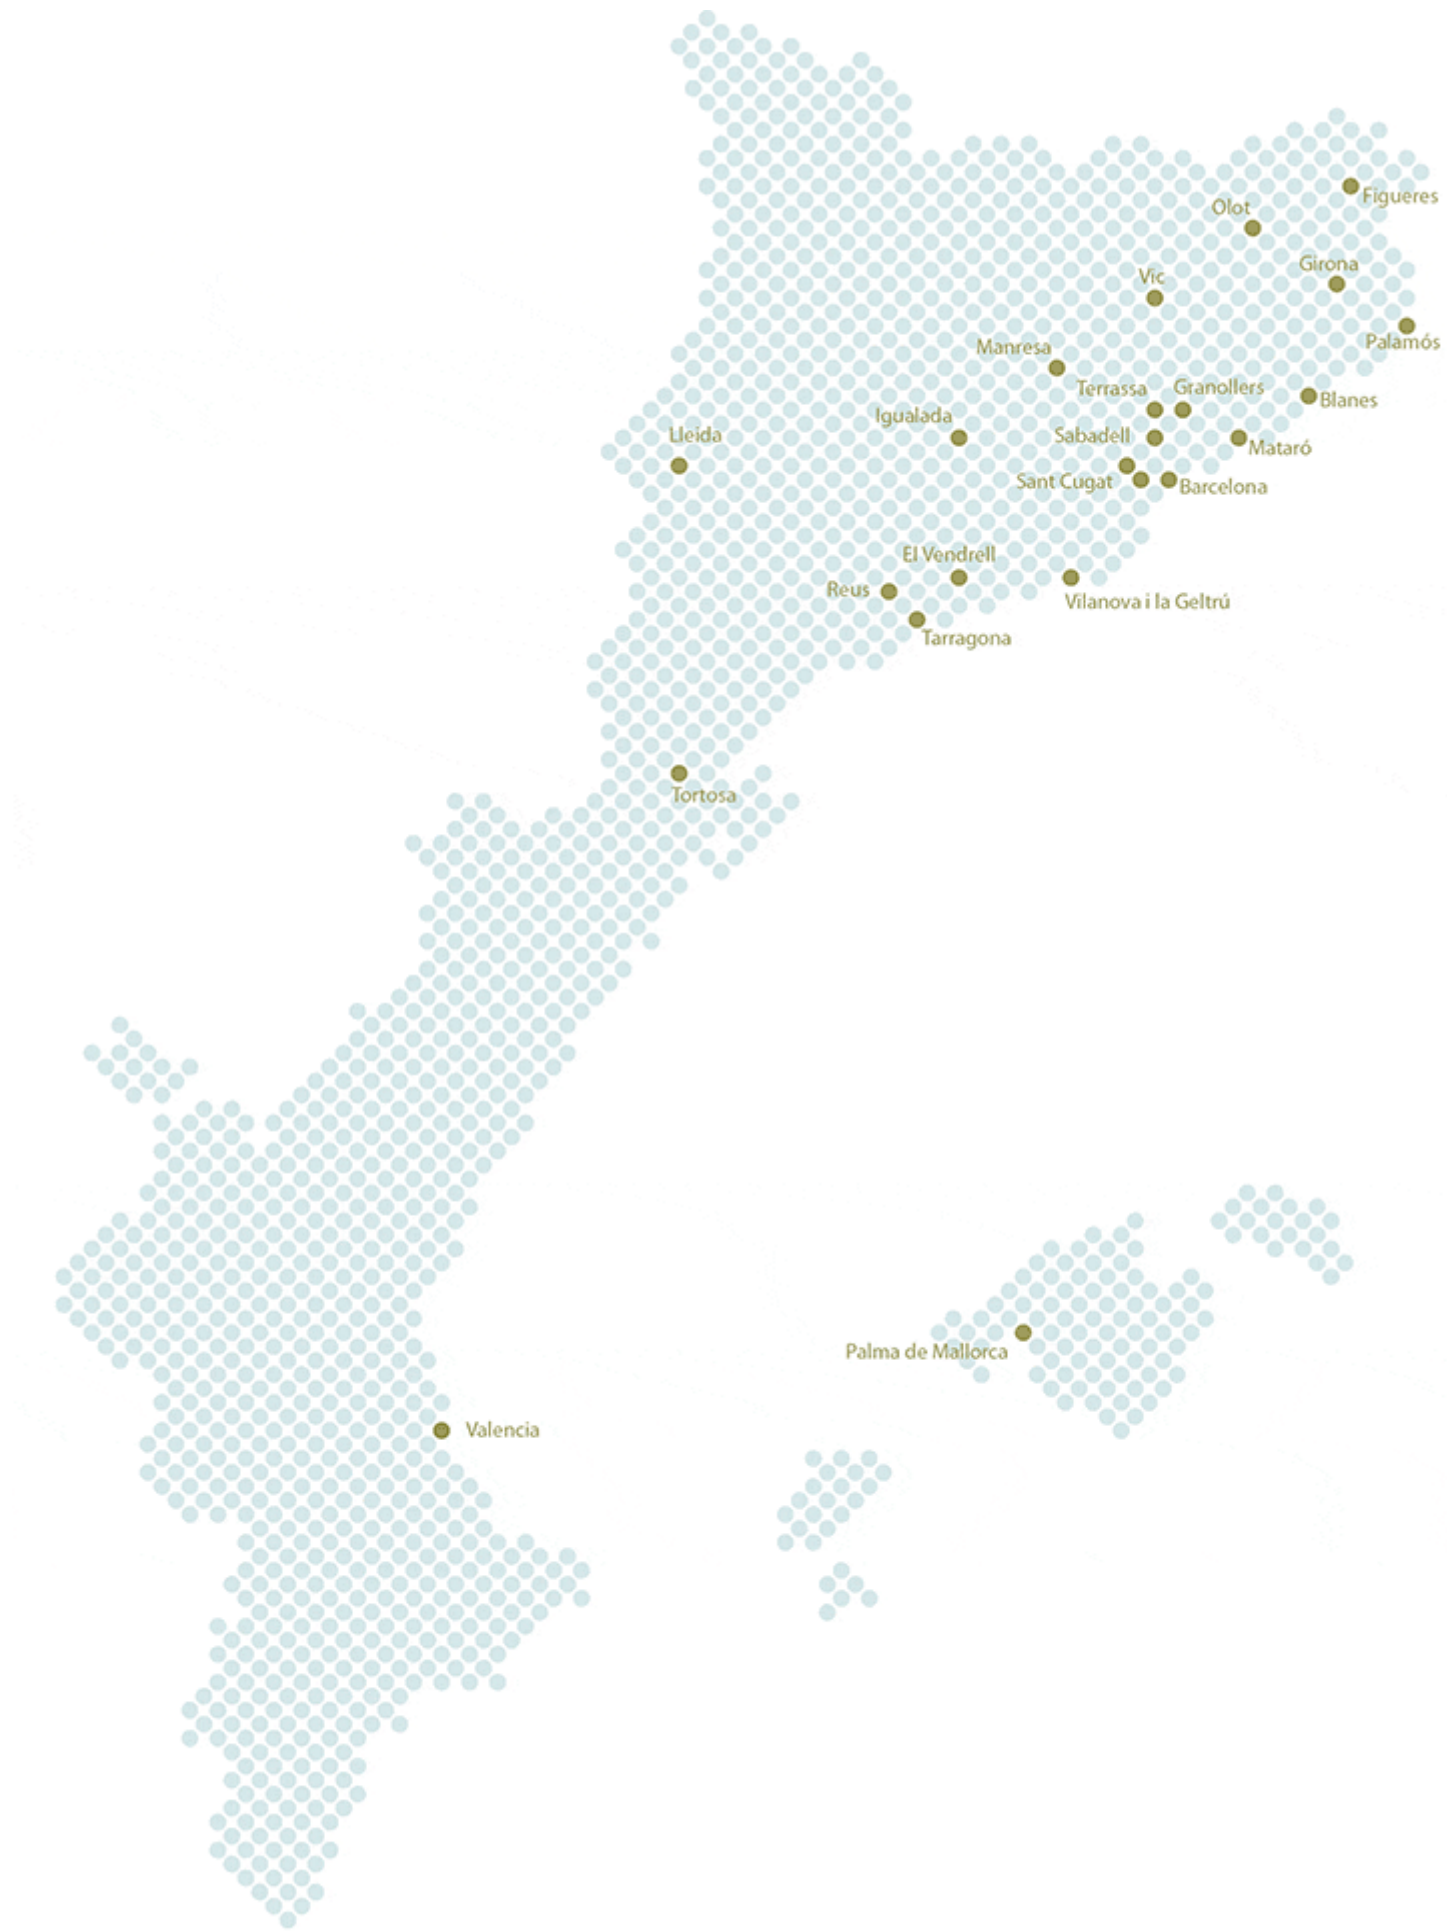 Figueres
Olot
Girona
Vic
Palamós
Manresa
Terrassa
Granollers
Blanes
Igualada
Lleida
Sabadell
Mataró
Sant Cugat
Barcelona
El Vendrell
Reus
Vilanova i la Geltrú
Tarragona
Tortosa
Palma de Mallorca
Valencia